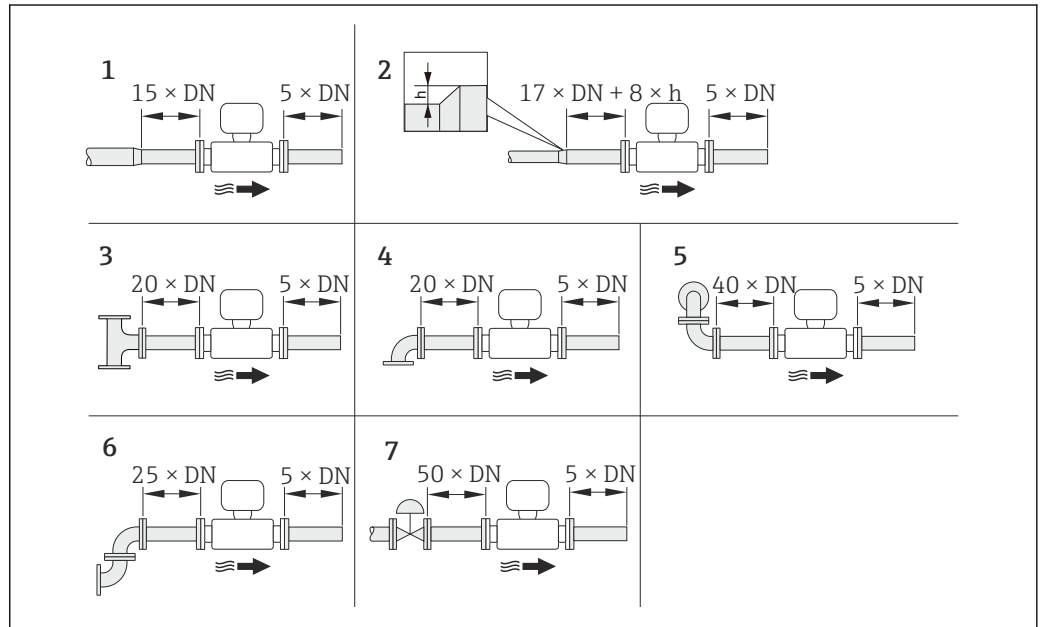 1
15 × DN 5 × DN
2
h
17 × DN + 8 × h 5 × DN
3
20 × DN 5 × DN
4
20 × DN 5 × DN
5
40 × DN 5 × DN
6
25 × DN 5 × DN
7
50 × DN 5 × DN